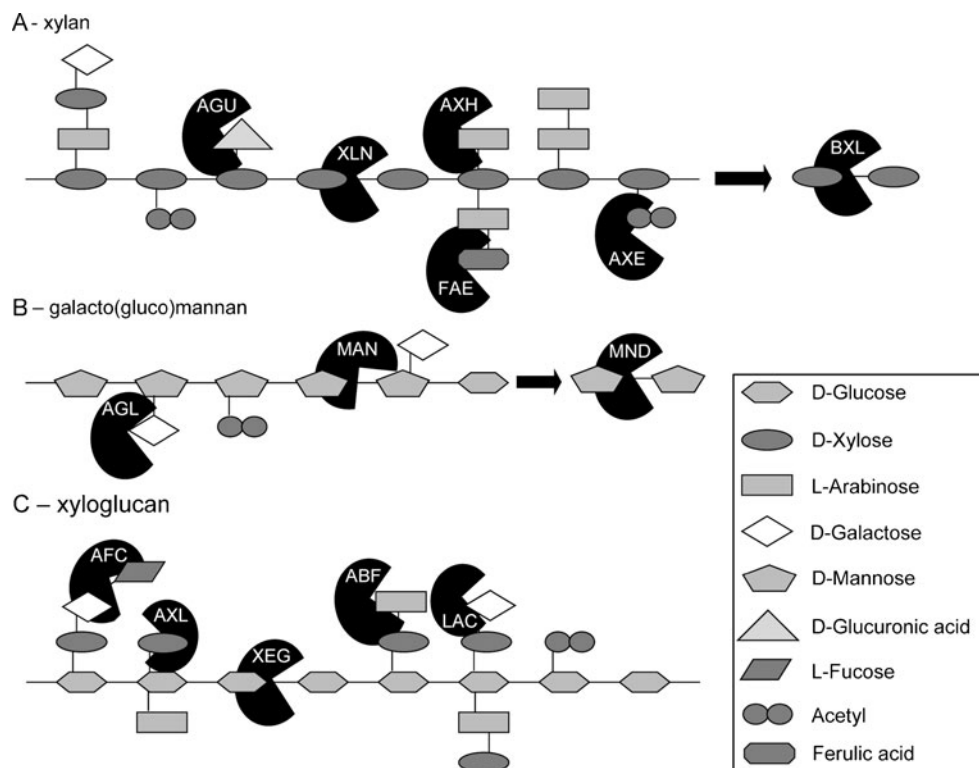 A - xylan
AGU
AXH
XLN
BXL
FAE
AXE
B – galacto(gluco)mannan
MAN
MND
AGL
C – xyloglucan
AFC
AXL
XEG
ABF
LAC
D-Glucose
D-Xylose
L-Arabinose
D-Galactose
D-Mannose
D-Glucuronic acid
L-Fucose
Acetyl
Ferulic acid